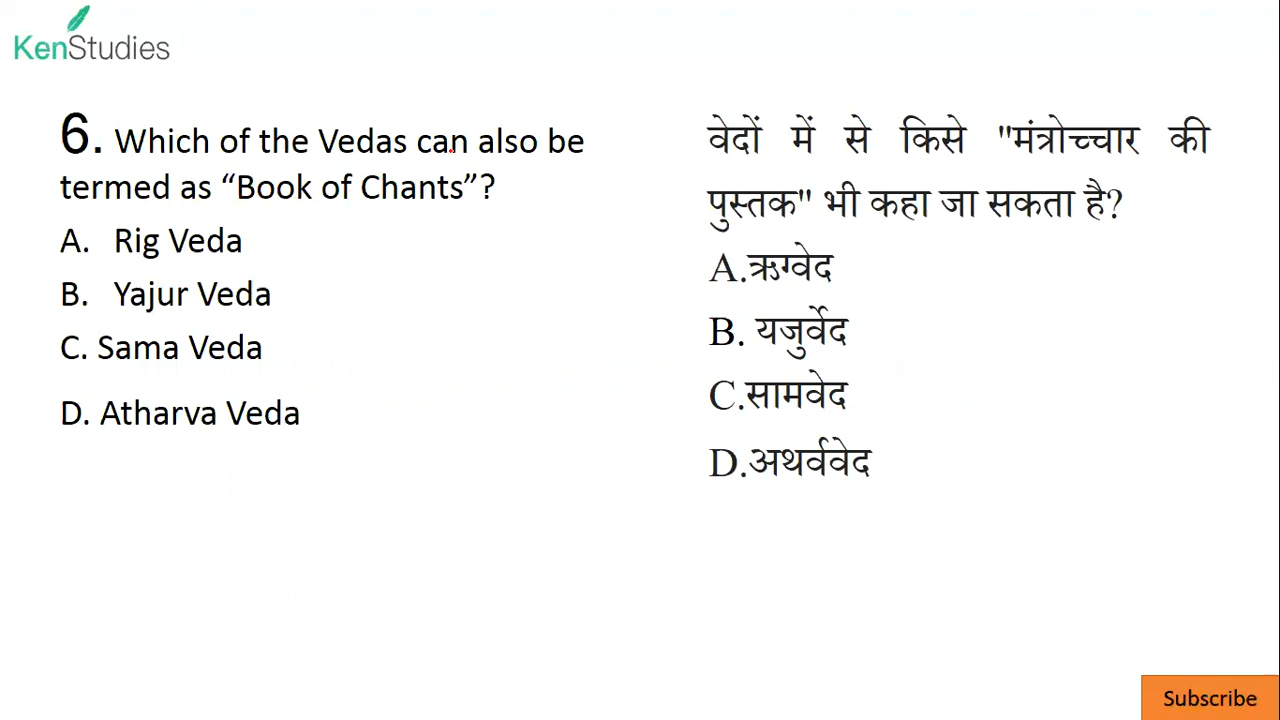 KenStudies
6. Which of the Vedas can also be
termed as “Book of Chants”?
A. Rig Veda
B. Yajur Veda
C. Sama Veda
D. Atharva Veda
वेदों में से किसे "मंत्रोच्चार की
पुस्तक" भी कहा जा सकता है?
A.ऋग्वेद
B. यजुर्वेद
C.सामवेद
D.अथर्ववेद
Subscribe